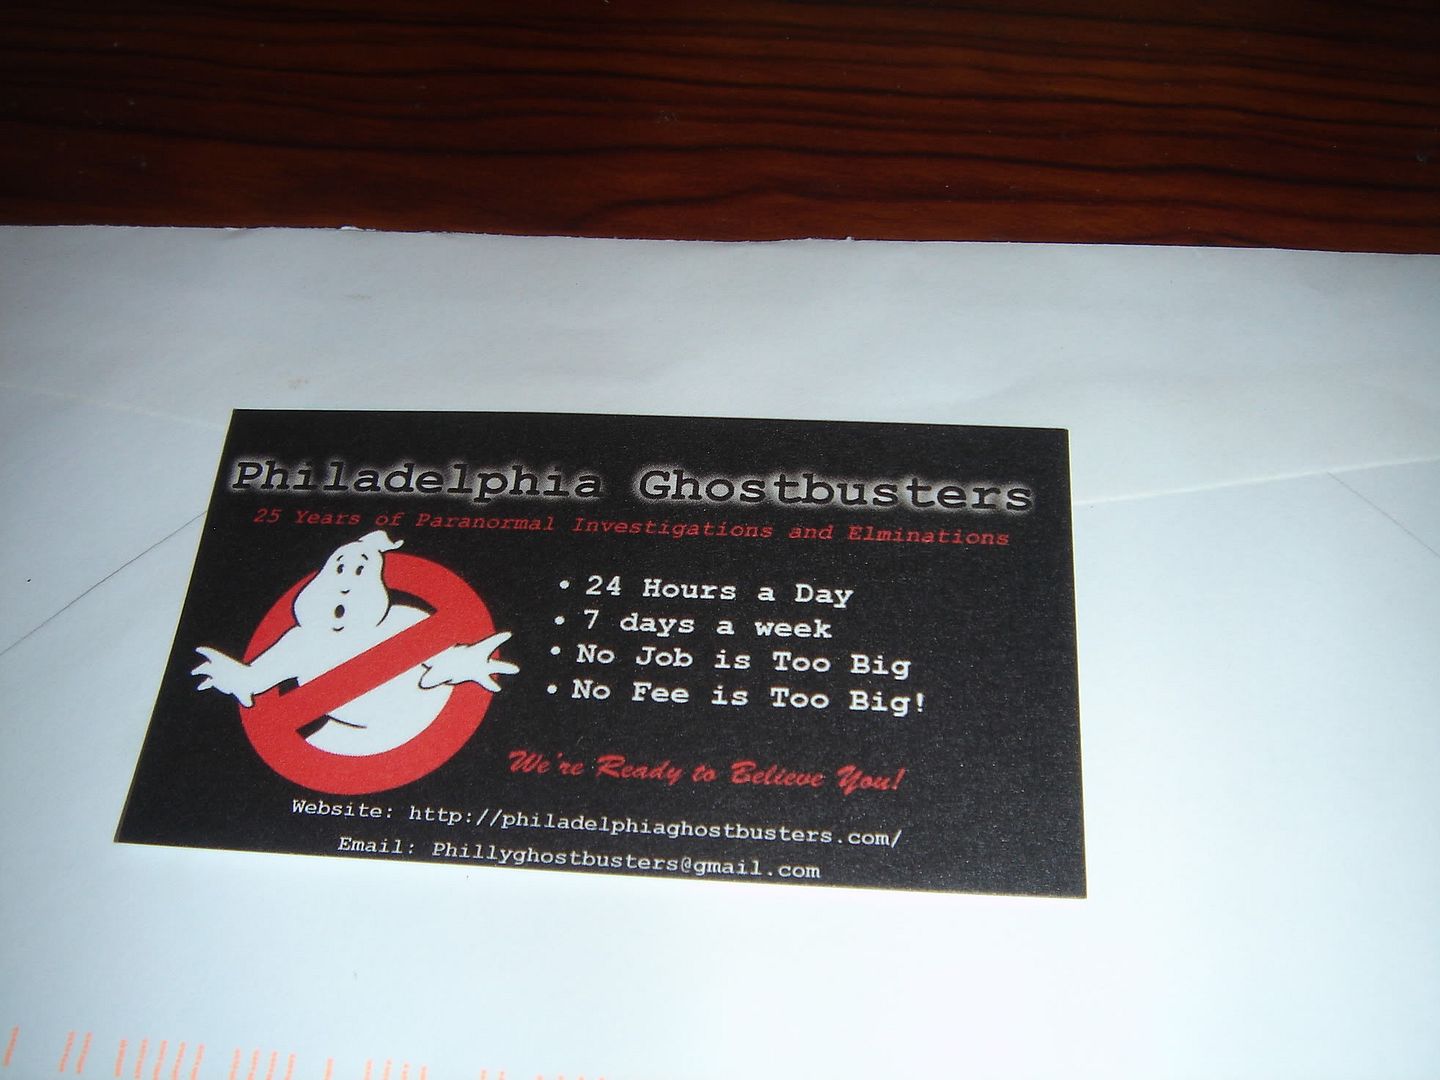 Philadelphia Ghostbusters
25 Years of Paranormal Investigations and Elminations
• 24 Hours a Day
• 7 days a week
• No Job is Too Big
• No Fee is Too Big!
We're Ready to Believe You!
Website: http://philadelphiaghostbusters.com/
Email: Phillyghostbusters@gmail.com